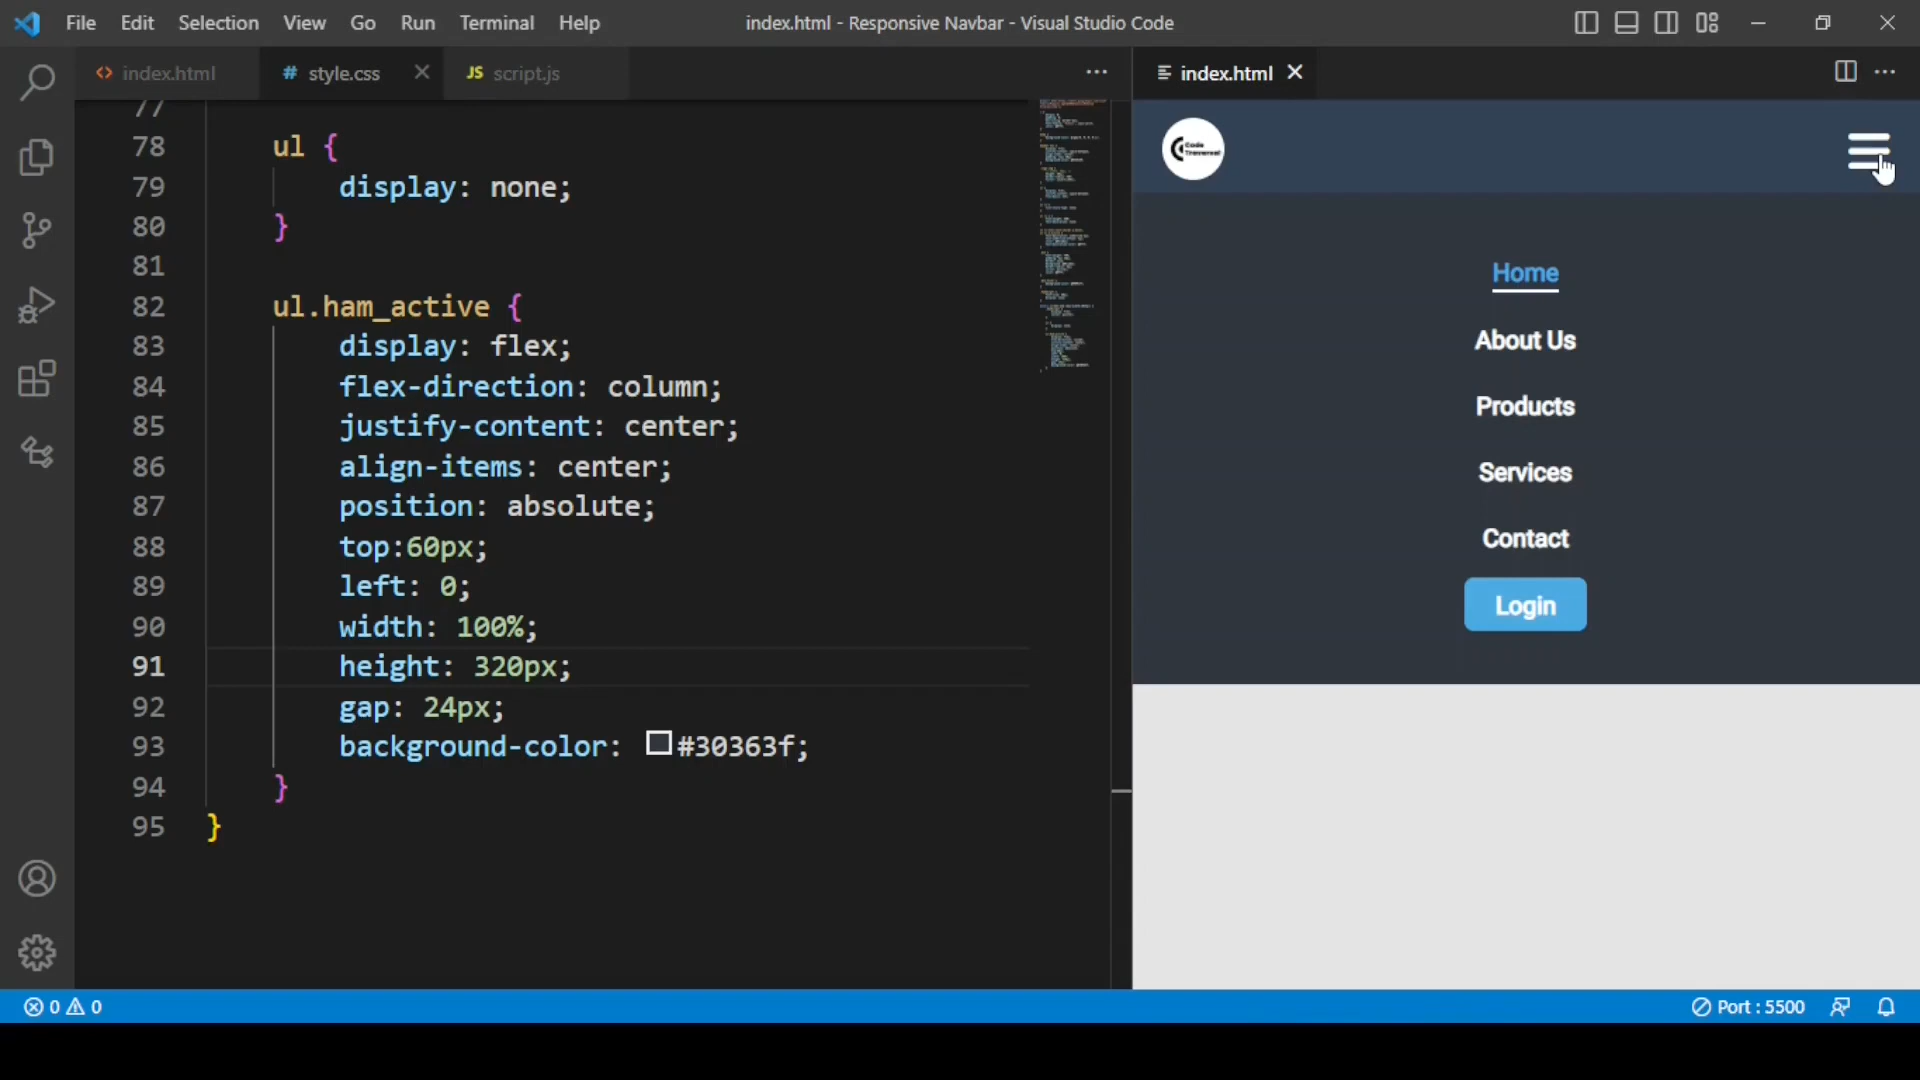 File Edit Selection View Go Run Terminal Help
index.html - Responsive Navbar - Visual Studio Code
<> index.html
# style.css
JS script.js
index.html
77
78 ul {
79 display: none;
80 }
81
82 ul.ham_active {
83 display: flex;
84 flex-direction: column;
85 justify-content: center;
86 align-items: center;
87 position: absolute;
88 top:60px;
89 left: 0;
90 width: 100%;
91 height: 320px;
92 gap: 24px;
93 background-color: #30363f;
94 }
95 }
Code
Traversal
Home
About Us
Products
Services
Contact
Login
0 0
Port : 5500